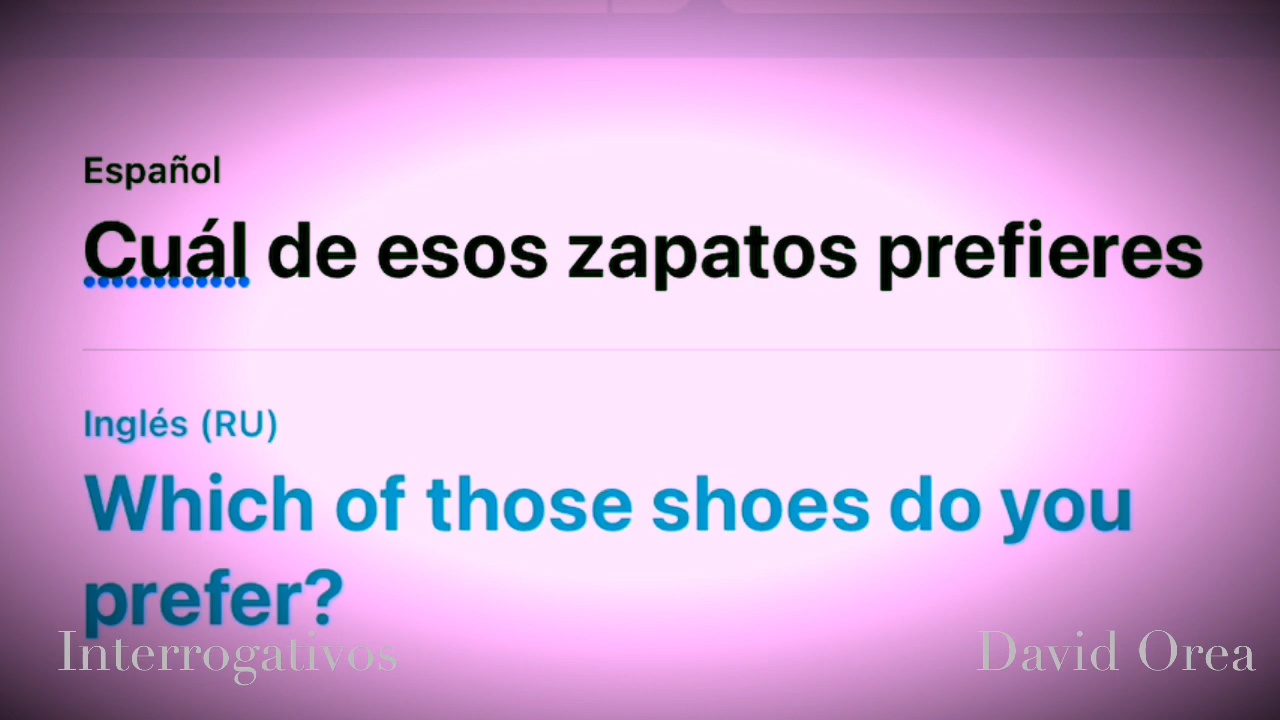 Español
Cuál de esos zapatos prefieres
Inglés (RU)
Which of those shoes do you
prefer?
Interrogativos
David Orea